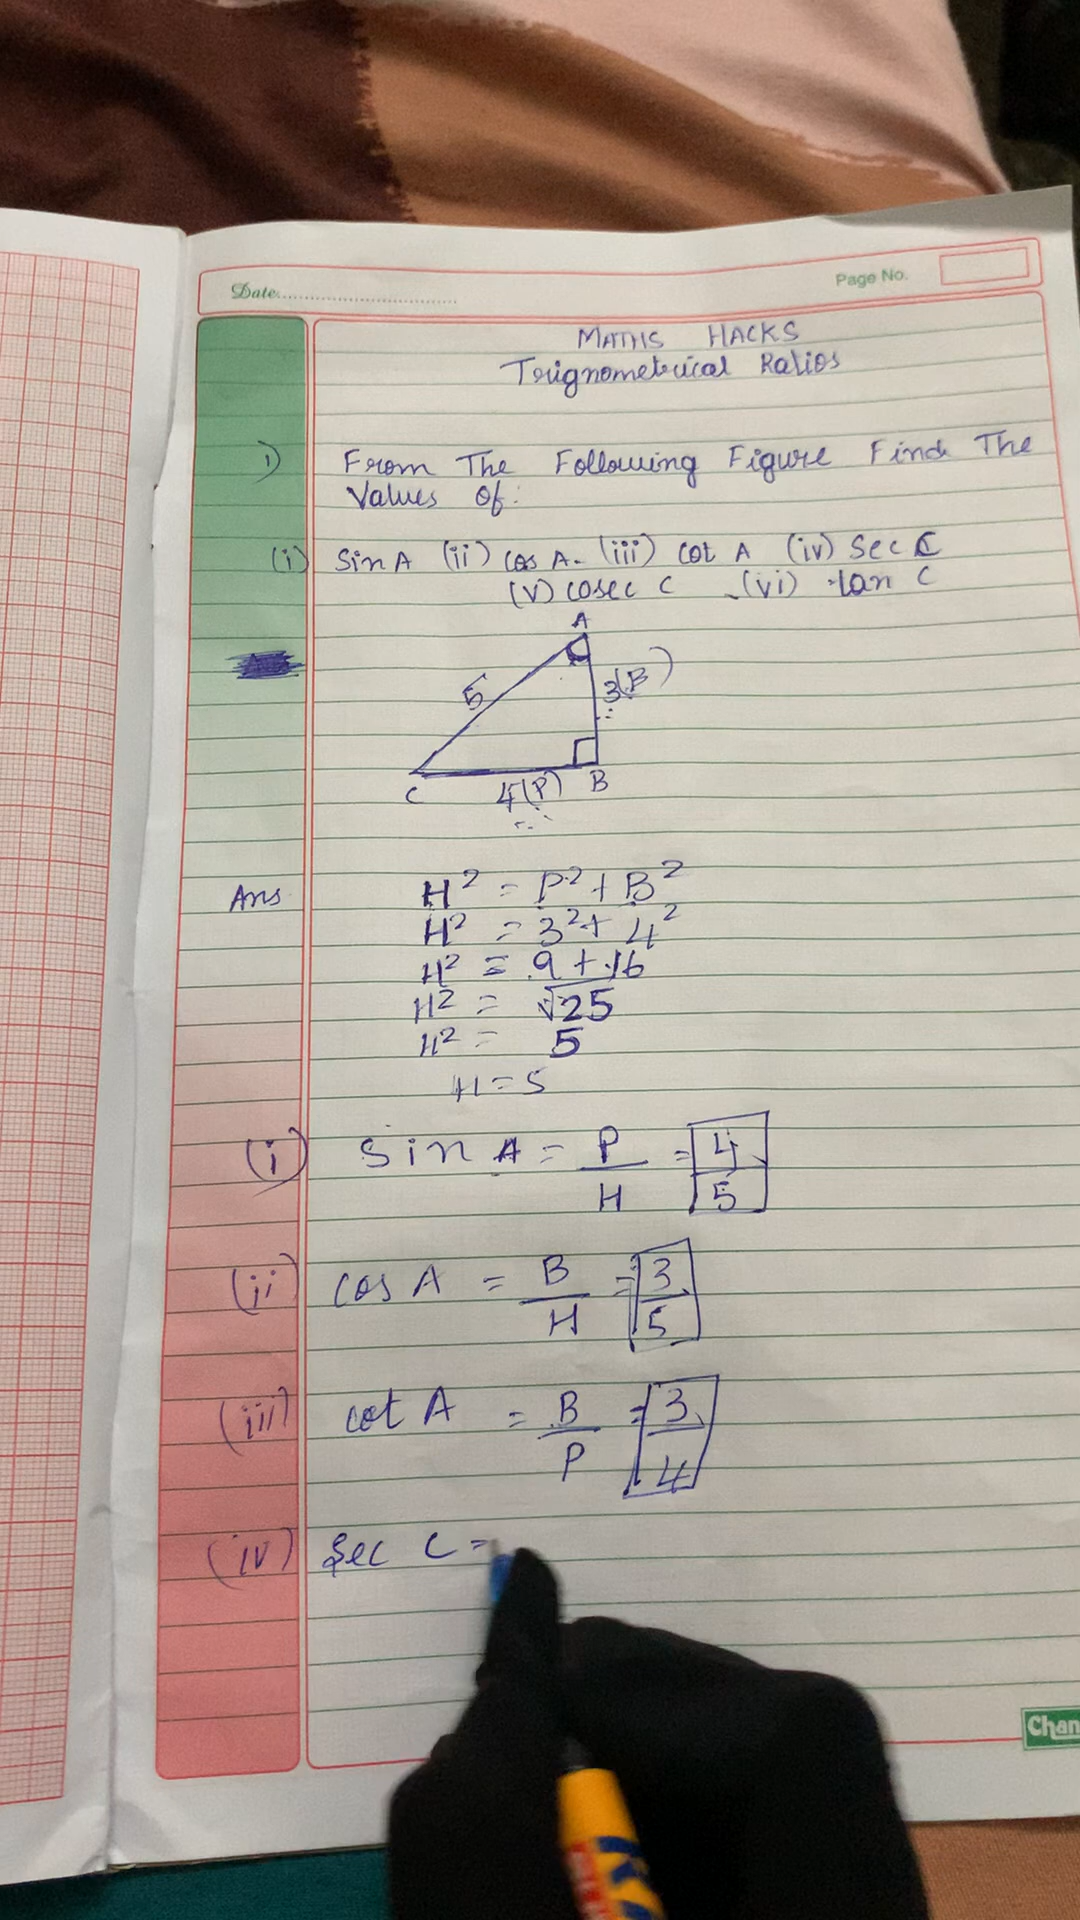 Date
Page No.
MATHS HACKS
Trignometrical Ratios
1) From The Following Figure Find The
Values of:
(i) Sin A (ii) cos A. (iii) cot A (iv) Sec C
(v) cosec C (vi) tan C
A
5
3(B)
C
4(P)
B
Ans
H² = P² + B²
H² = 3² + 4²
H² = 9 + 16
H² = √25
H² = 5
H = 5
(i) Sin A = P/H = 4/5
(ii) cos A = B/H = 3/5
(iii) cot A = B/P = 3/4
(iv) Sec C =
Chan